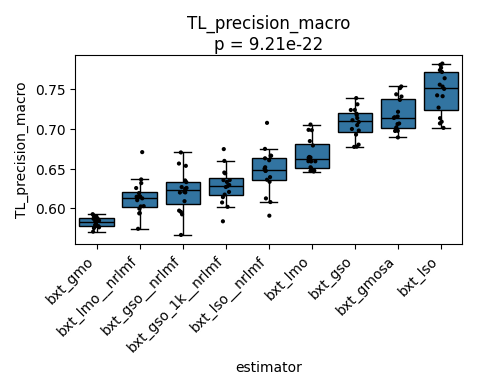 TL_precision_macro
p = 9.21e-22
TL_precision_macro
0.75
0.70
0.65
0.60
bxt_gmo
bxt_lmo__nrlmf
bxt_gso__nrlmf
bxt_gso_1k__nrlmf
bxt_lso__nrlmf
bxt_lmo
bxt_gso
bxt_gmosa
bxt_lso
estimator